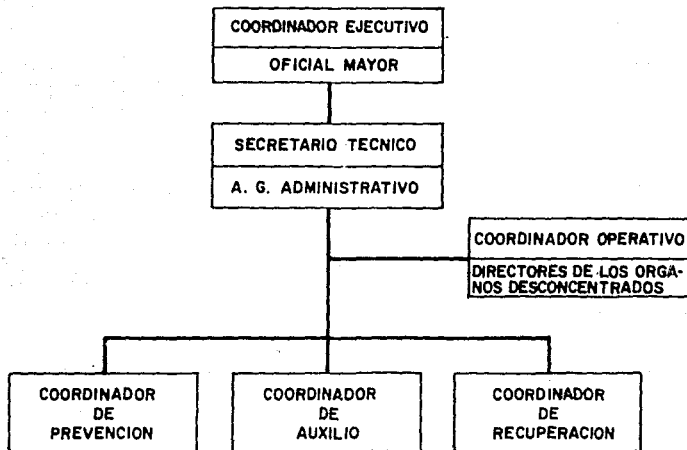 COORDINADOR EJECUTIVO
OFICIAL MAYOR
SECRETARIO TECNICO
A. G. ADMINISTRATIVO
COORDINADOR OPERATIVO
DIRECTORES DE LOS ORGA-
NOS DESCONCENTRADOS
COORDINADOR
DE
PREVENCION
COORDINADOR
DE
AUXILIO
COORDINADOR
DE
RECUPERACION